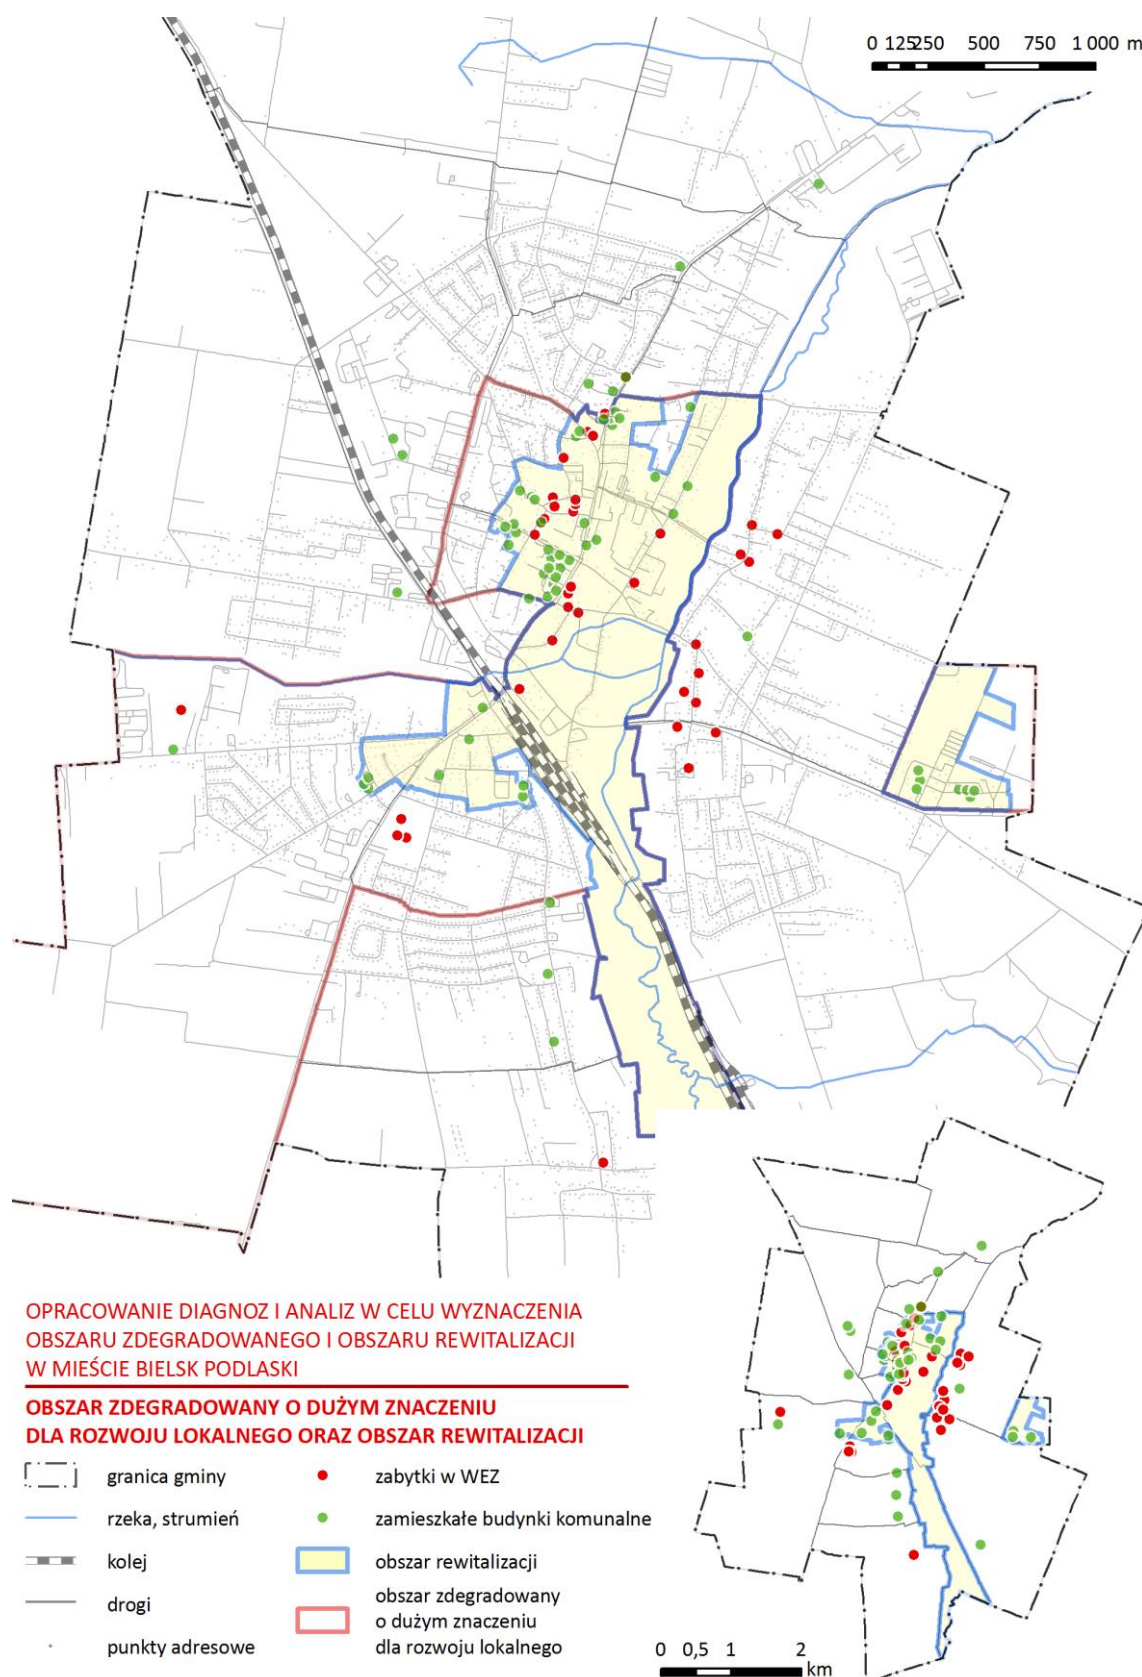 0 125 250 500 750 1 000 m
OPRACOWANIE DIAGNOZ I ANALIZ W CELU WYZNACZENIA
OBSZARU ZDEGRADOWANEGO I OBSZARU REWITALIZACJI
W MIEŚCIE BIELSK PODLASKI
OBSZAR ZDEGRADOWANY O DUŻYM ZNACZENIU
DLA ROZWOJU LOKALNEGO ORAZ OBSZAR REWITALIZACJI
granica gminy
rzeka, strumień
kolej
drogi
punkty adresowe
zabytki w WEZ
zamieszkałe budynki komunalne
obszar rewitalizacji
obszar zdegradowany
o dużym znaczeniu
dla rozwoju lokalnego
0 0,5 1 2
km